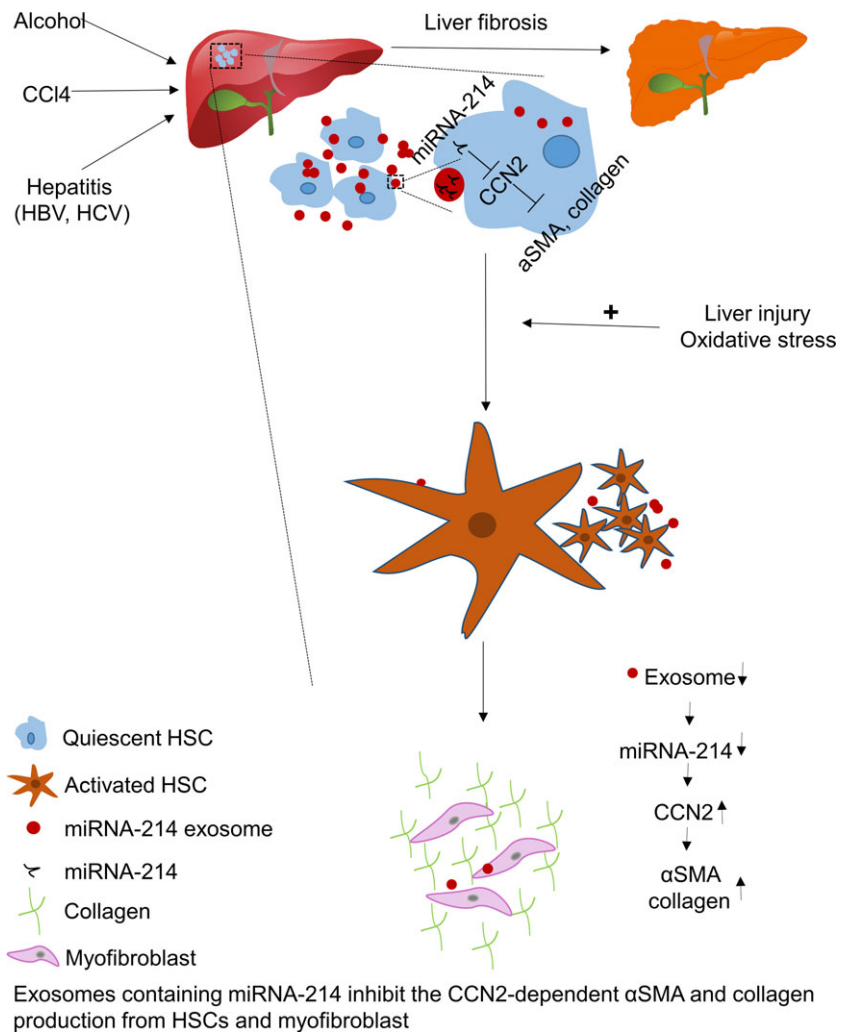 Alcohol
Liver fibrosis
CCl4
Hepatitis
(HBV, HCV)
miRNA-214
CCN2
aSMA, collagen
+
Liver injury
Oxidative stress
Exosome
miRNA-214
CCN2
αSMA
collagen
Quiescent HSC
Activated HSC
miRNA-214 exosome
miRNA-214
Collagen
Myofibroblast
Exosomes containing miRNA-214 inhibit the CCN2-dependent αSMA and collagen
production from HSCs and myofibroblast